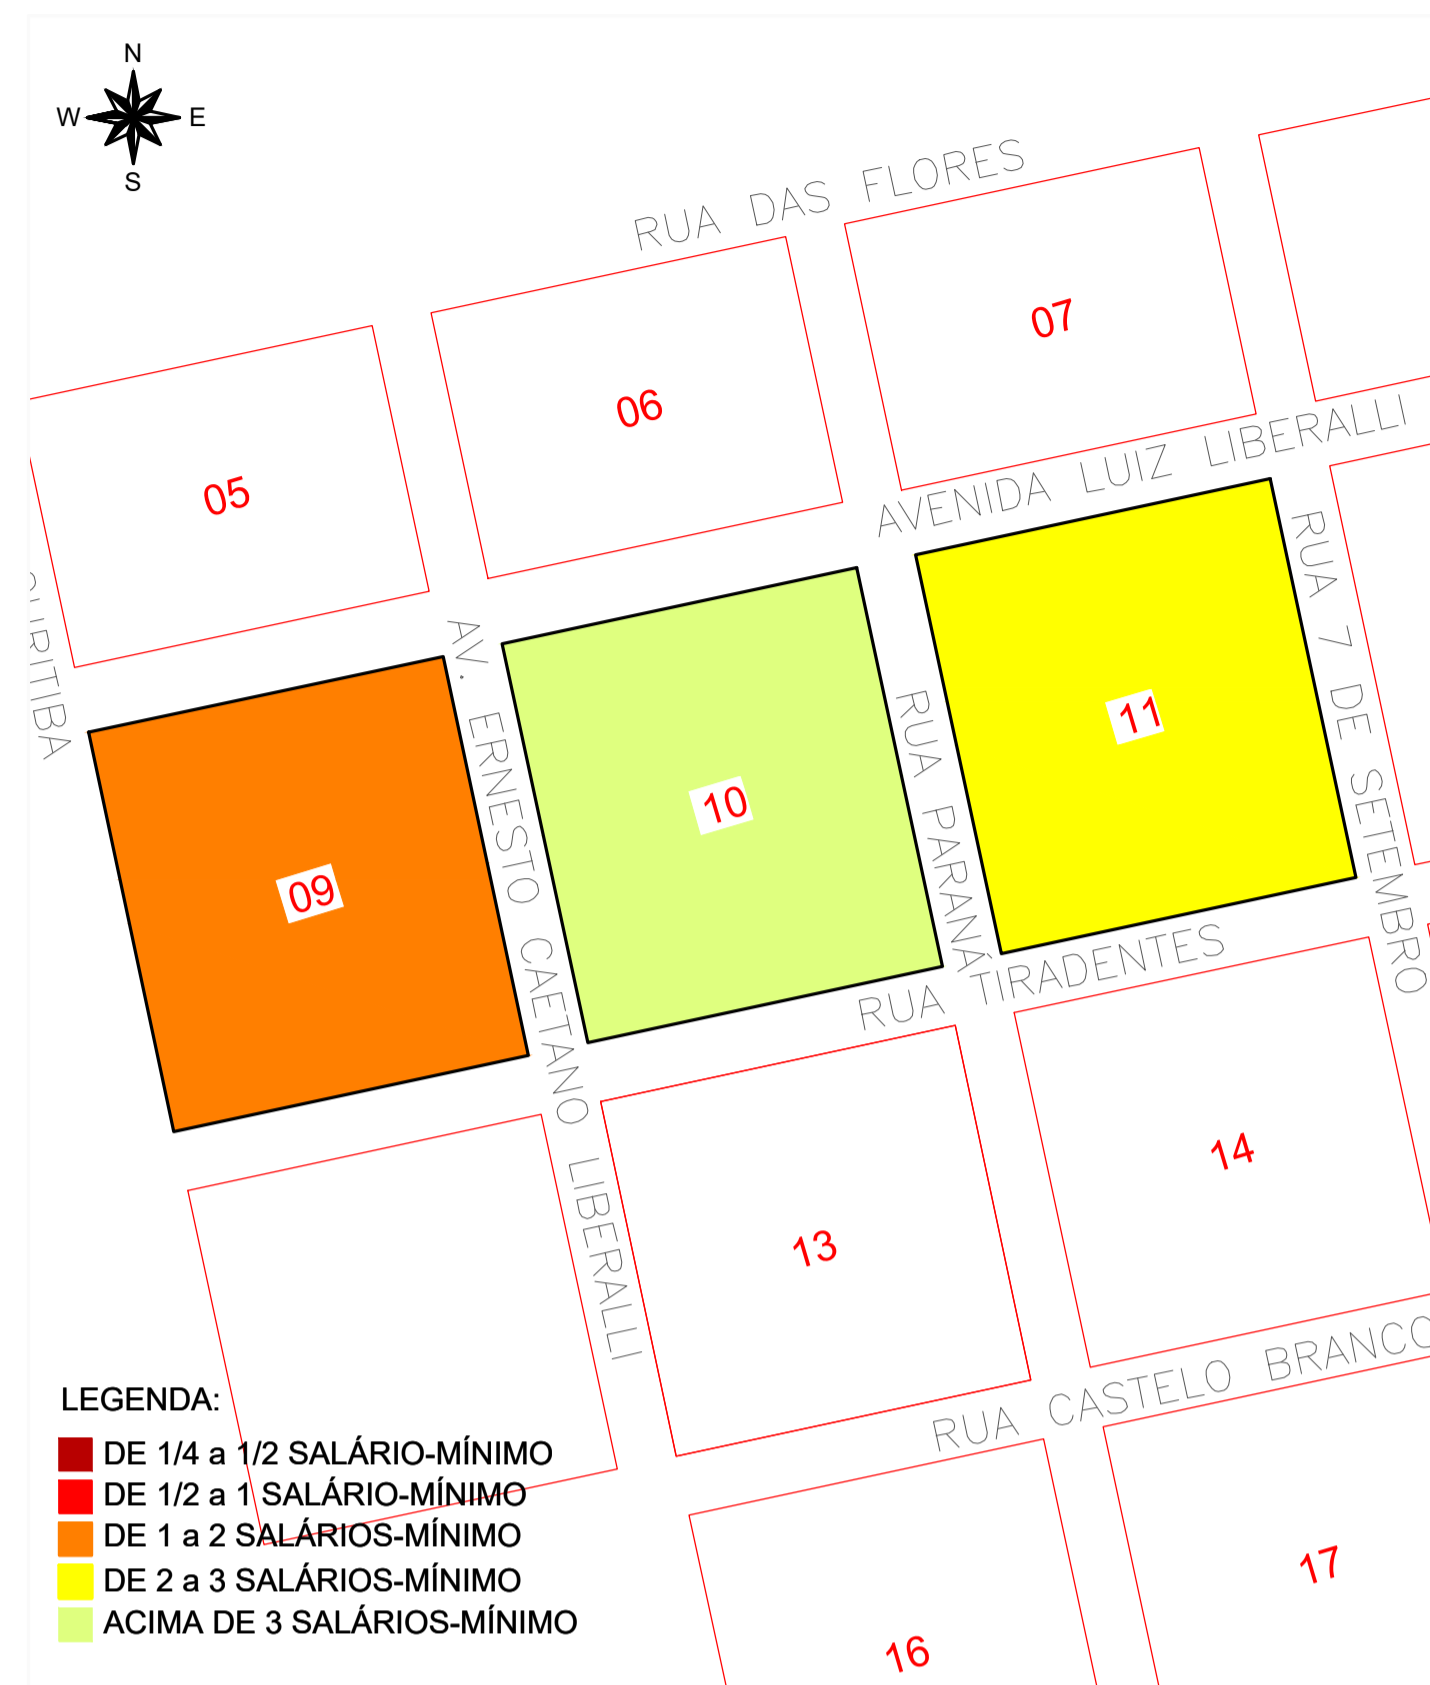 N
W E
S
RUA DAS FLORES
07
06
05
AVENIDA LUIZ LIBERALLI
RUA 7 DE SETEMBRO
AV. ERNESTO CAETANO LIBERALLI
RUA PARANÁ
11
10
09
RUA TIRADENTES
14
13
RUA CASTELO BRANCO
17
16
LEGENDA:
DE 1/4 a 1/2 SALÁRIO-MÍNIMO
DE 1/2 a 1 SALÁRIO-MÍNIMO
DE 1 a 2 SALÁRIOS-MÍNIMO
DE 2 a 3 SALÁRIOS-MÍNIMO
ACIMA DE 3 SALÁRIOS-MÍNIMO